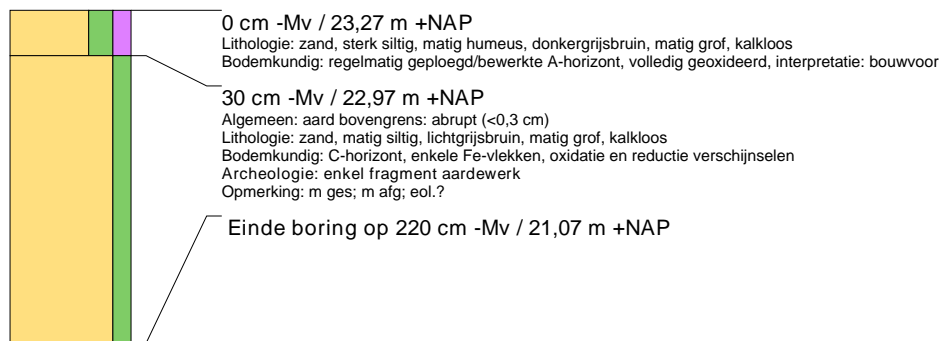 0 cm -Mv / 23,27 m +NAP
Lithologie: zand, sterk siltig, matig humeus, donkergrijsbruin, matig grof, kalkloos
Bodemkundig: regelmatig geploegd/bewerkte A-horizont, volledig geoxideerd, interpretatie: bouwvoor
30 cm -Mv / 22,97 m +NAP
Algemeen: aard bovengrens: abrupt (<0,3 cm)
Lithologie: zand, matig siltig, lichtgrijsbruin, matig grof, kalkloos
Bodemkundig: C-horizont, enkele Fe-vlekken, oxidatie en reductie verschijnselen
Archeologie: enkel fragment aardewerk
Opmerking: m ges; m afg; eol.?
Einde boring op 220 cm -Mv / 21,07 m +NAP